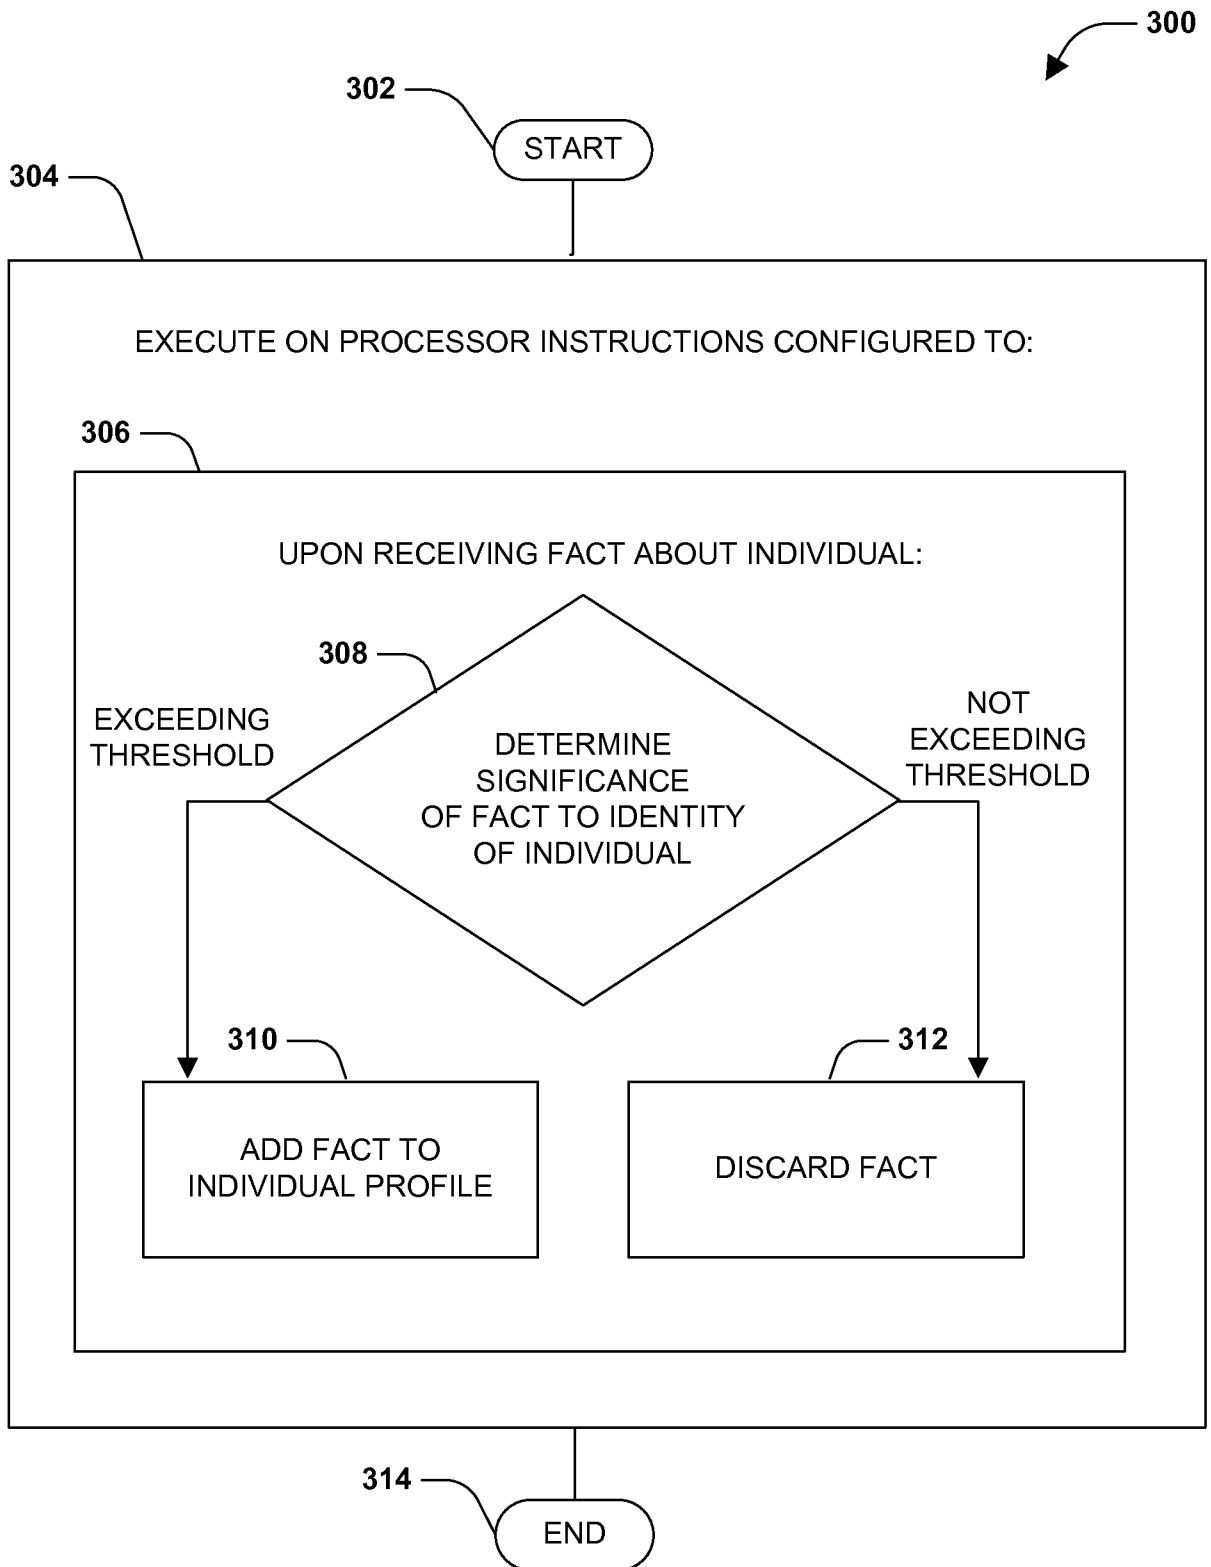 300
302
START
304
EXECUTE ON PROCESSOR INSTRUCTIONS CONFIGURED TO:
306
UPON RECEIVING FACT ABOUT INDIVIDUAL:
308
EXCEEDING
THRESHOLD
DETERMINE
SIGNIFICANCE
OF FACT TO IDENTITY
OF INDIVIDUAL
NOT
EXCEEDING
THRESHOLD
310
ADD FACT TO
INDIVIDUAL PROFILE
312
DISCARD FACT
314
END